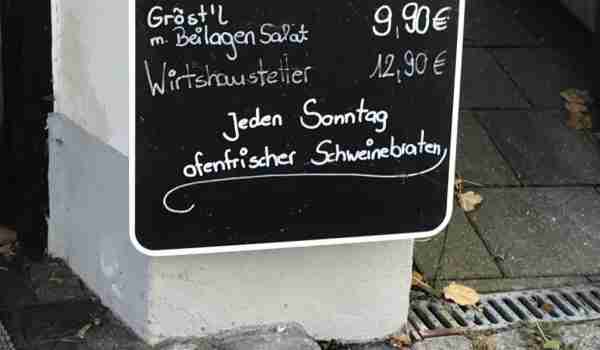 Gröst'l 9,90€
m. Beilagen Salat
Wirtshausteller 12,90€
Jeden Sonntag
ofenfrischer Schweinebraten